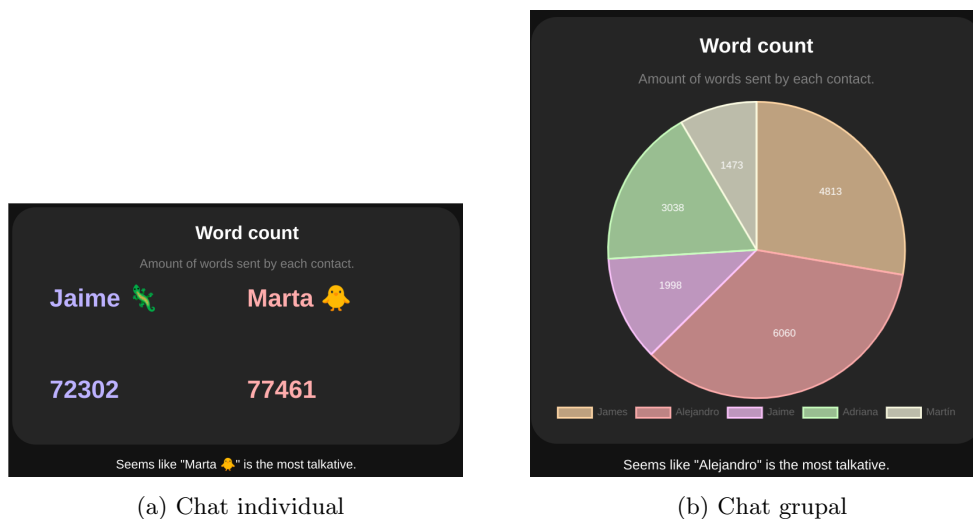 Word count
Amount of words sent by each contact.
Jaime 🦎 Marta 🐥
72302 77461
Seems like "Marta 🐥" is the most talkative.
(a) Chat individual
Word count
Amount of words sent by each contact.
1473
4813
3038
1998
6060
James Alejandro Jaime Adriana Martín
Seems like "Alejandro" is the most talkative.
(b) Chat grupal